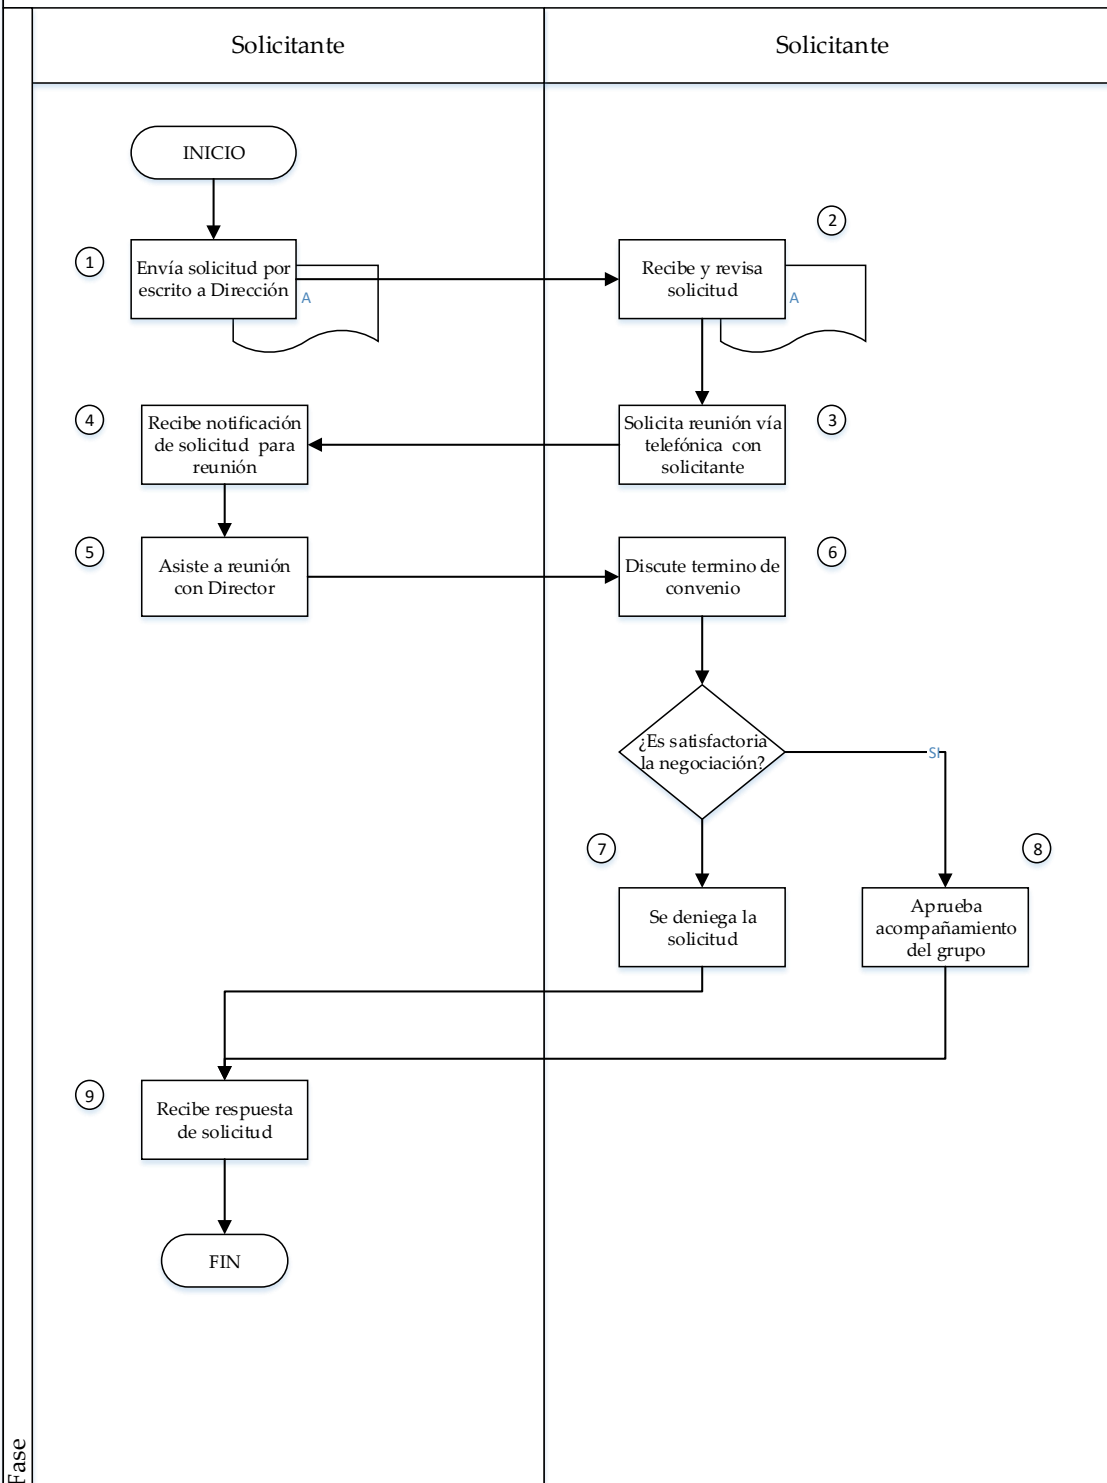 Solicitante
Solicitante
INICIO
2
1
Envía solicitud por
escrito a Dirección
A
Recibe y revisa
solicitud
A
4
Recibe notificación
de solicitud para
reunión
Solicita reunión vía
telefónica con
solicitante
3
5
Asiste a reunión
con Director
Discute termino de
convenio
6
¿Es satisfactoria
la negociación?
SI
7
8
Se deniega la
solicitud
Aprueba
acompañamiento
del grupo
9
Recibe respuesta
de solicitud
FIN
Fase